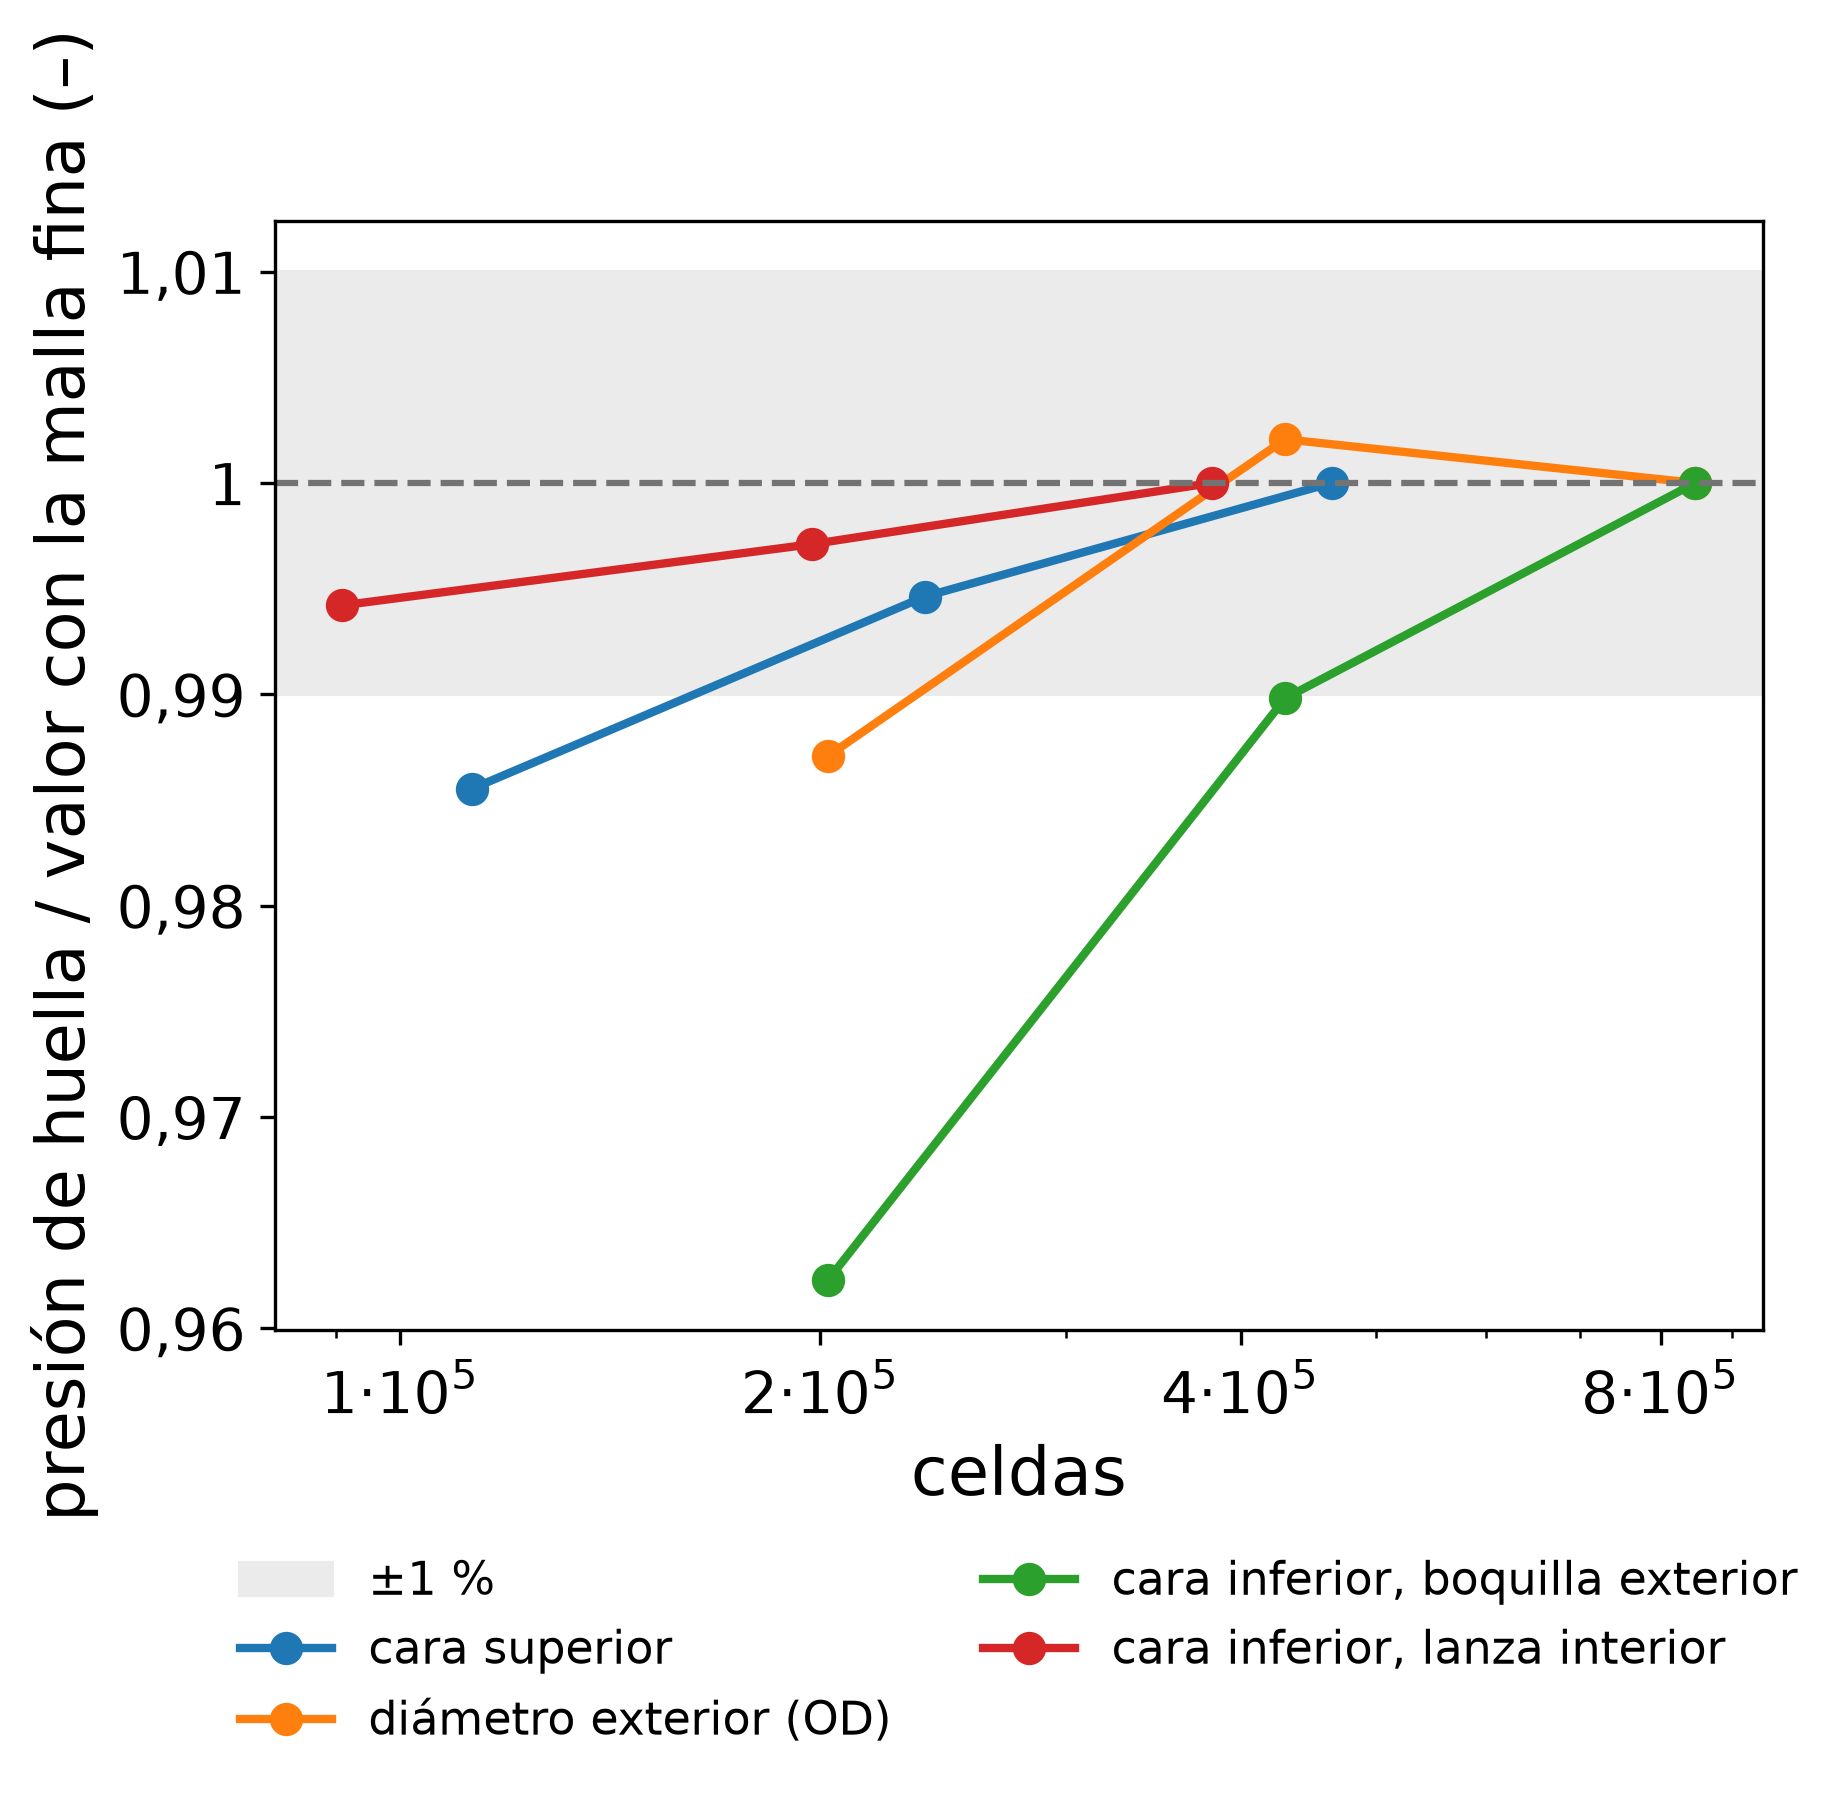 presión de huella / valor con la malla fina (–)
1,01
1
0,99
0,98
0,97
0,96
1·10⁵
2·10⁵
4·10⁵
8·10⁵
celdas
±1 %
cara superior
diámetro exterior (OD)
cara inferior, boquilla exterior
cara inferior, lanza interior